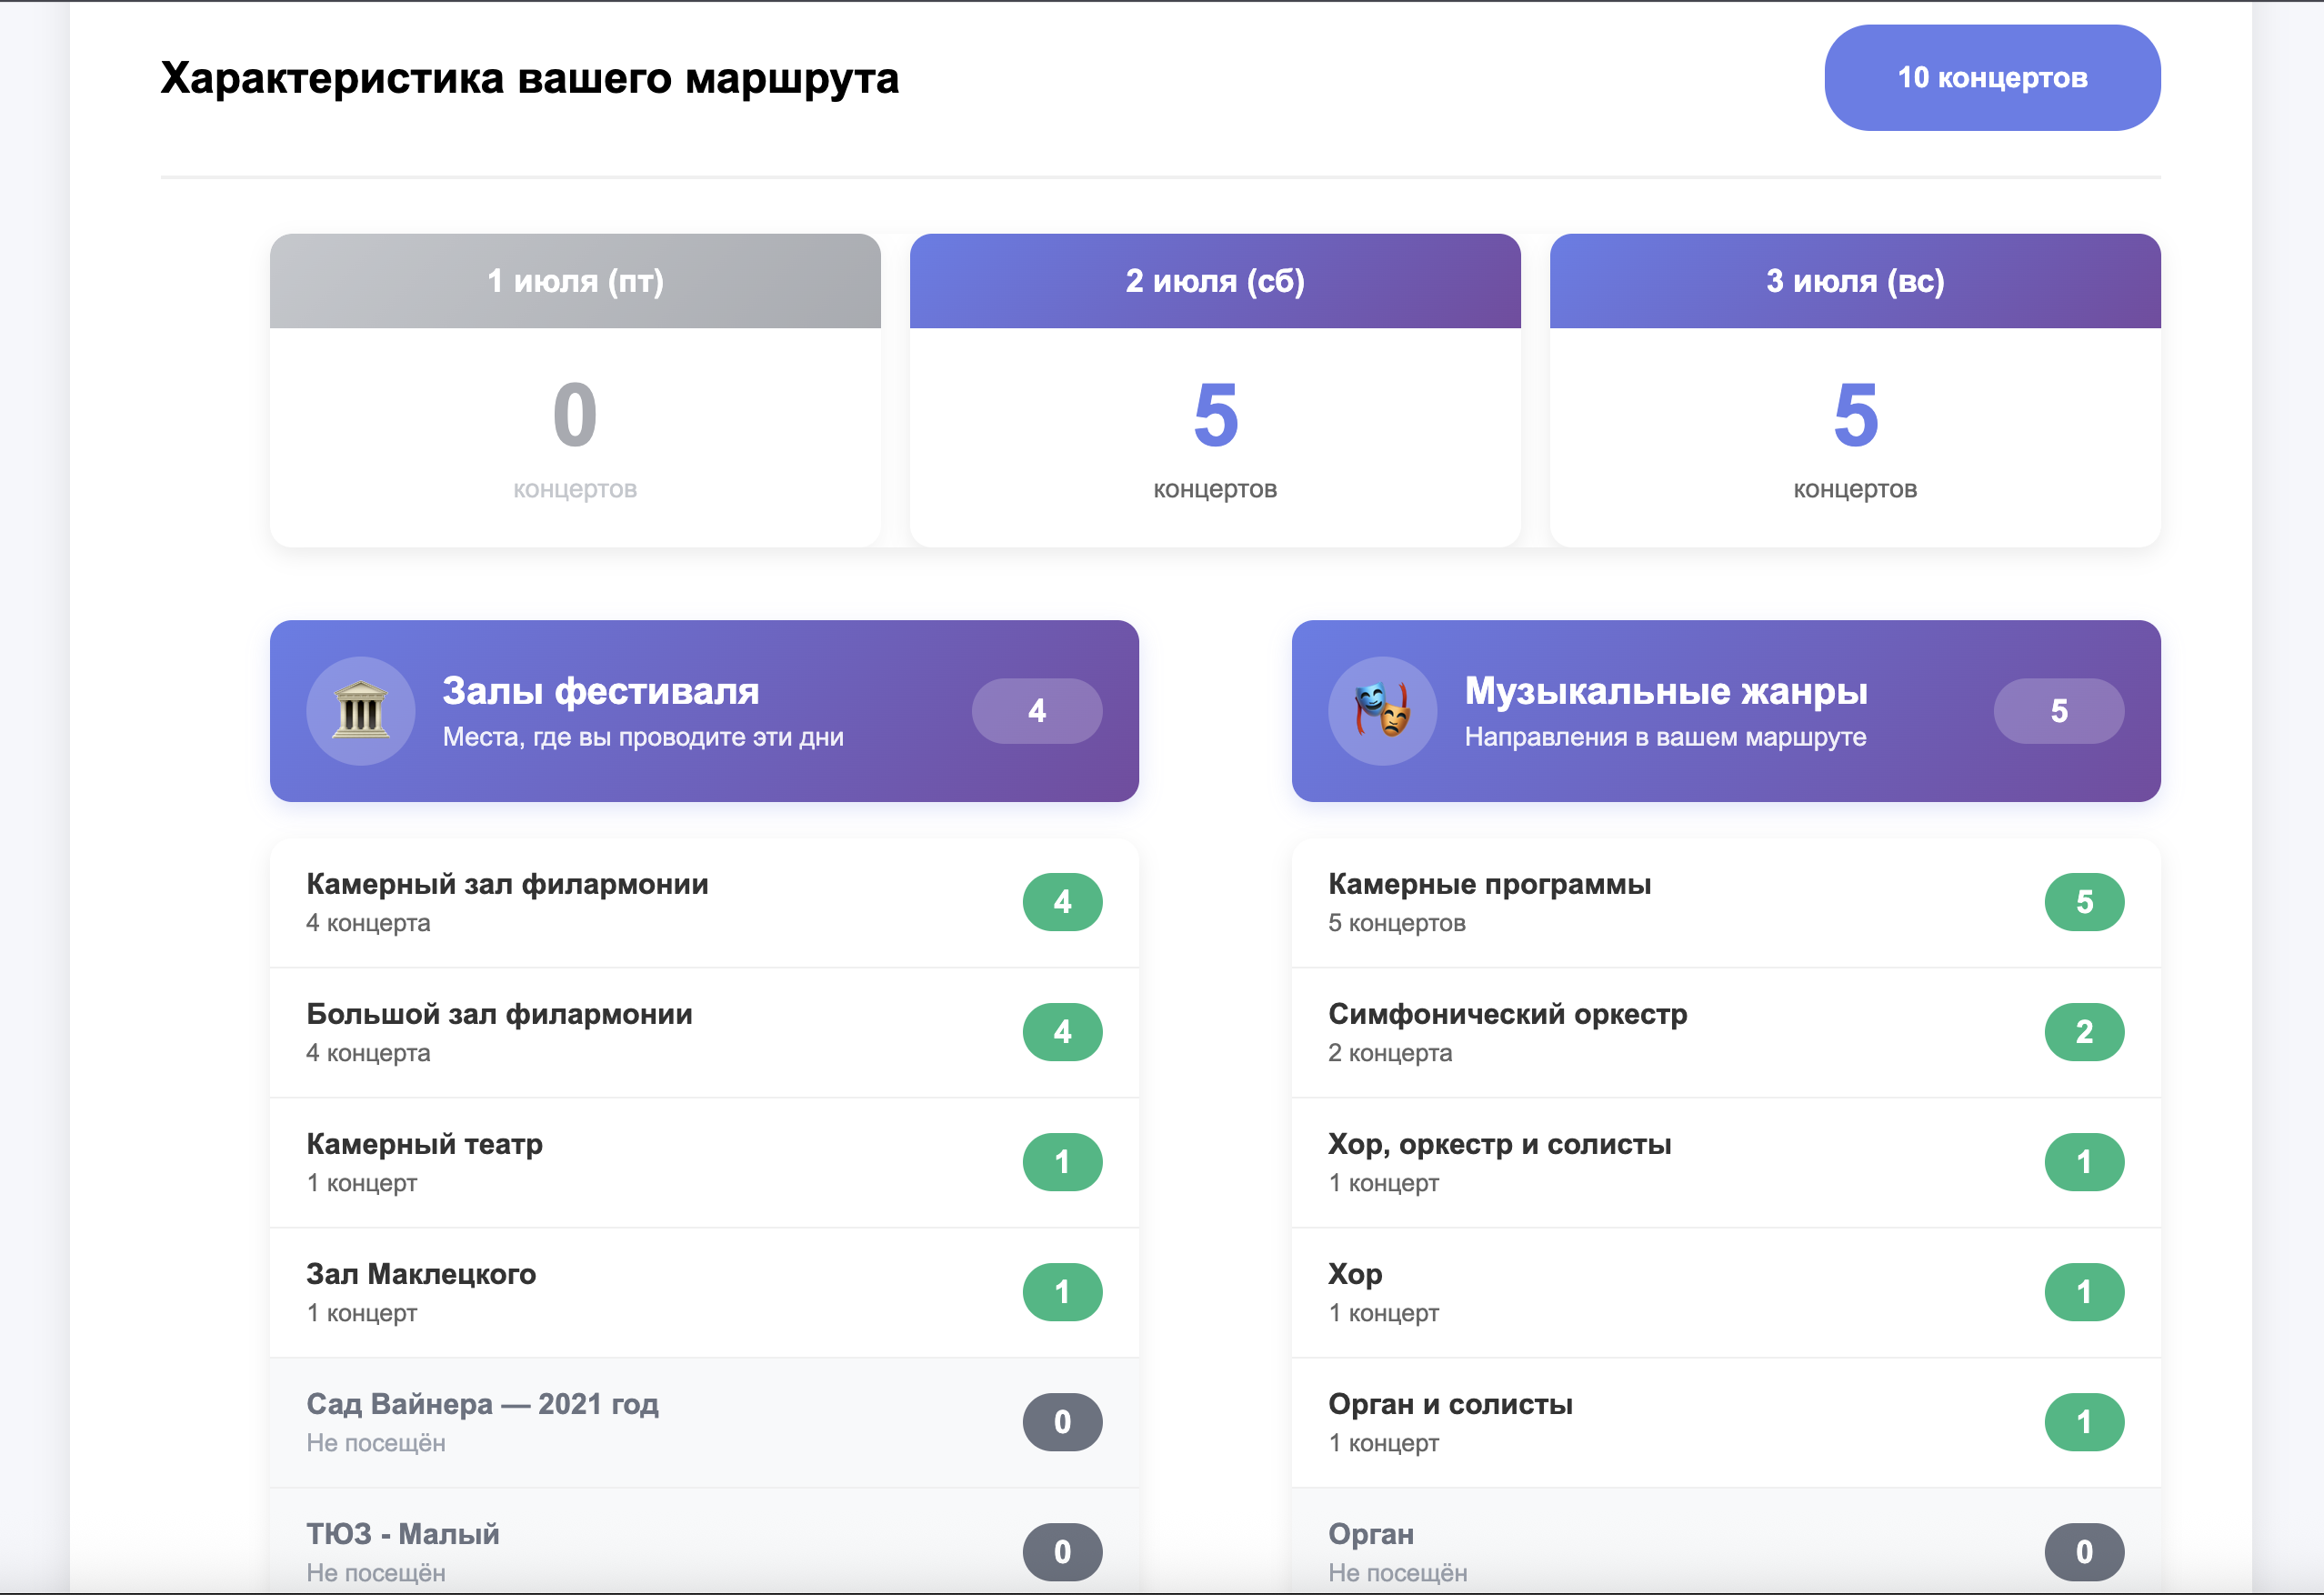 Характеристика вашего маршрута
10 концертов
1 июля (пт)
0
концертов
2 июля (сб)
5
концертов
3 июля (вс)
5
концертов
Залы фестиваля
Места, где вы проводите эти дни
4
Камерный зал филармонии
4 концерта
4
Большой зал филармонии
4 концерта
4
Камерный театр
1 концерт
1
Зал Маклецкого
1 концерт
1
Сад Вайнера — 2021 год
Не посещён
0
ТЮЗ - Малый
Не посещён
0
Музыкальные жанры
Направления в вашем маршруте
5
Камерные программы
5 концертов
5
Симфонический оркестр
2 концерта
2
Хор, оркестр и солисты
1 концерт
1
Хор
1 концерт
1
Орган и солисты
1 концерт
1
Орган
Не посещён
0